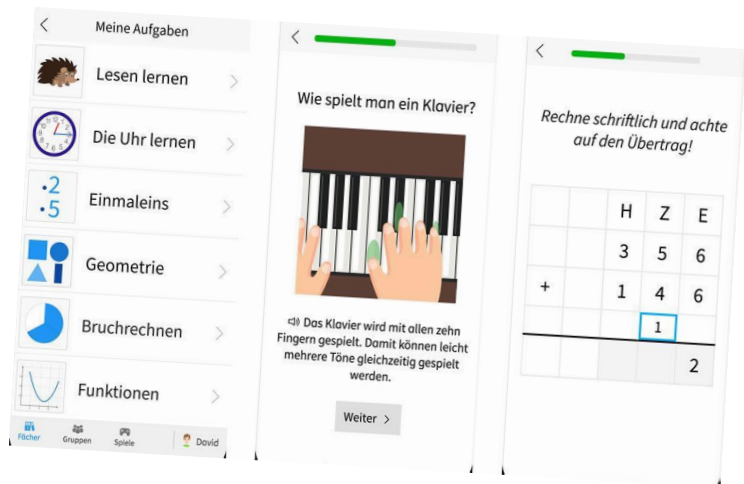 Meine Aufgaben
Lesen lernen
Die Uhr lernen
·2
·5
Einmaleins
Geometrie
Bruchrechnen
Funktionen
Fächer Gruppen Spiele David
Wie spielt man ein Klavier?
Das Klavier wird mit allen zehn
Fingern gespielt. Damit können leicht
mehrere Töne gleichzeitig gespielt
werden.
Weiter >
Rechne schriftlich und achte
auf den Übertrag!
H Z E
3 5 6
+ 1 4 6
1
2